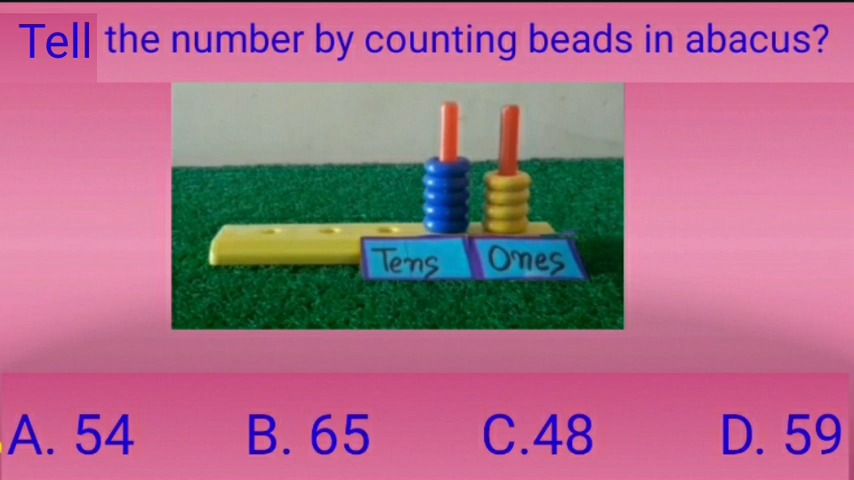 Tell the number by counting beads in abacus?
Tens Ones
A. 54 B. 65 C.48 D. 59